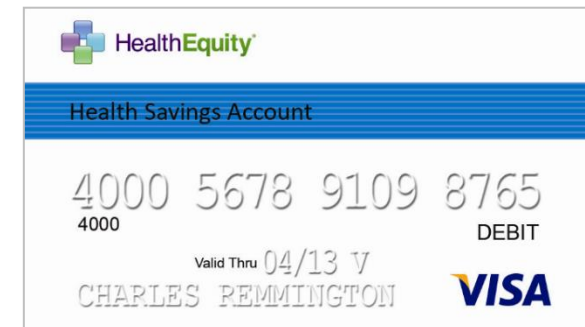 HealthEquity
Health Savings Account
4000 5678 9109 8765
4000
DEBIT
Valid Thru 04/13 V
CHARLES REMMINGTON
VISA